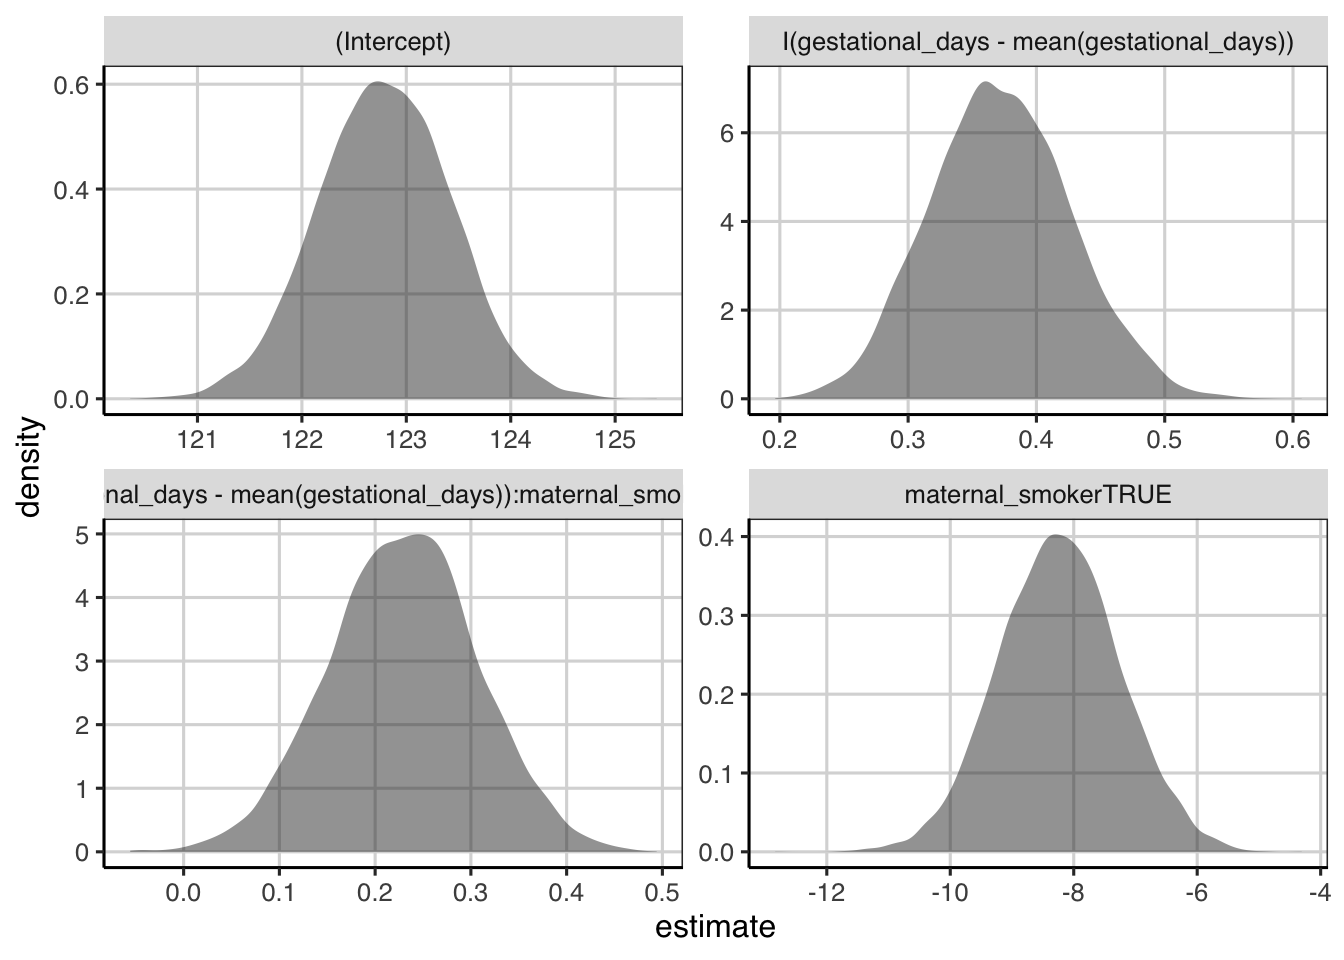 (Intercept)
0.6
0.4
0.2
0.0
121 122 123 124 125
I(gestational_days - mean(gestational_days))
6
4
2
0
0.2 0.3 0.4 0.5 0.6
density
nal_days - mean(gestational_days)):maternal_smo
5
4
3
2
1
0
0.0 0.1 0.2 0.3 0.4 0.5
maternal_smokerTRUE
0.4
0.3
0.2
0.1
0.0
-12 -10 -8 -6 -4
estimate